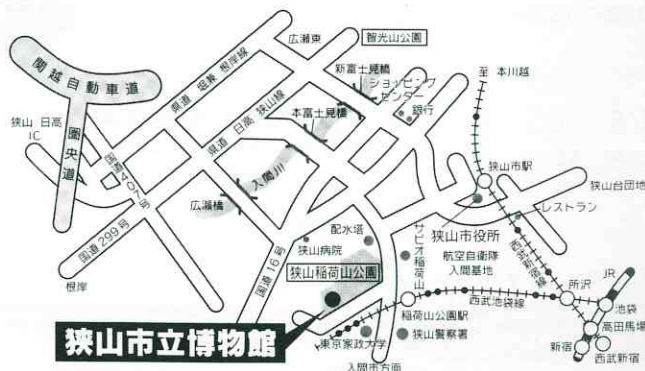 広瀬東
智光山公園
関越自動車道
県道 堀兼 根岸線
新富士見橋
ショッピング
センター
至 本川越
銀行
本富士見橋
狭山 日高
IC
圏央道
国道407号
県道 日高 狭山線
入間川
広瀬橋
狭山市駅
狭山台団地
レストラン
狭山市役所
国道299号
根岸
国道16号
配水塔
狭山病院
狭山稲荷山公園
サビオ稲荷山
航空自衛隊
入間基地
西武新宿線
JR
所沢
池袋
西武池袋線
稲荷山公園駅
高田馬場
狭山市立博物館
東京家政大学
狭山警察署
新宿
西武新宿
入間市方面